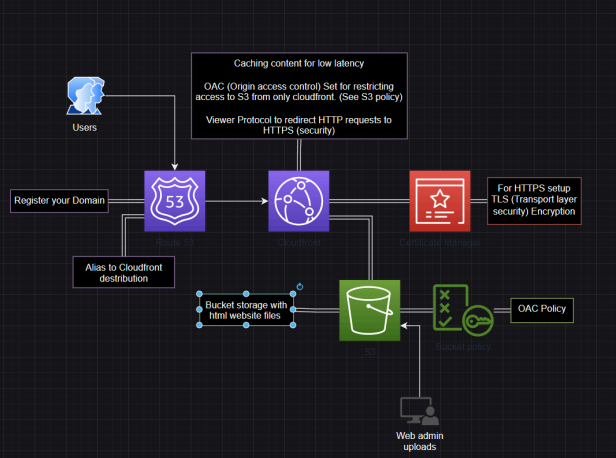 Caching content for low latency
OAC (Origin access control) Set for restricting
access to S3 from only cloudfront. (See S3 policy)
Viewer Protocol to redirect HTTP requests to
HTTPS (security)
Users
Register your Domain
53
Route 53
Cloudfront
Certificate Manager
For HTTPS setup
TLS (Transport layer
security) Encryption
Alias to Cloudfront
destribution
Bucket storage with
html website files
S3
Bucket policy
OAC Policy
Web admin
uploads